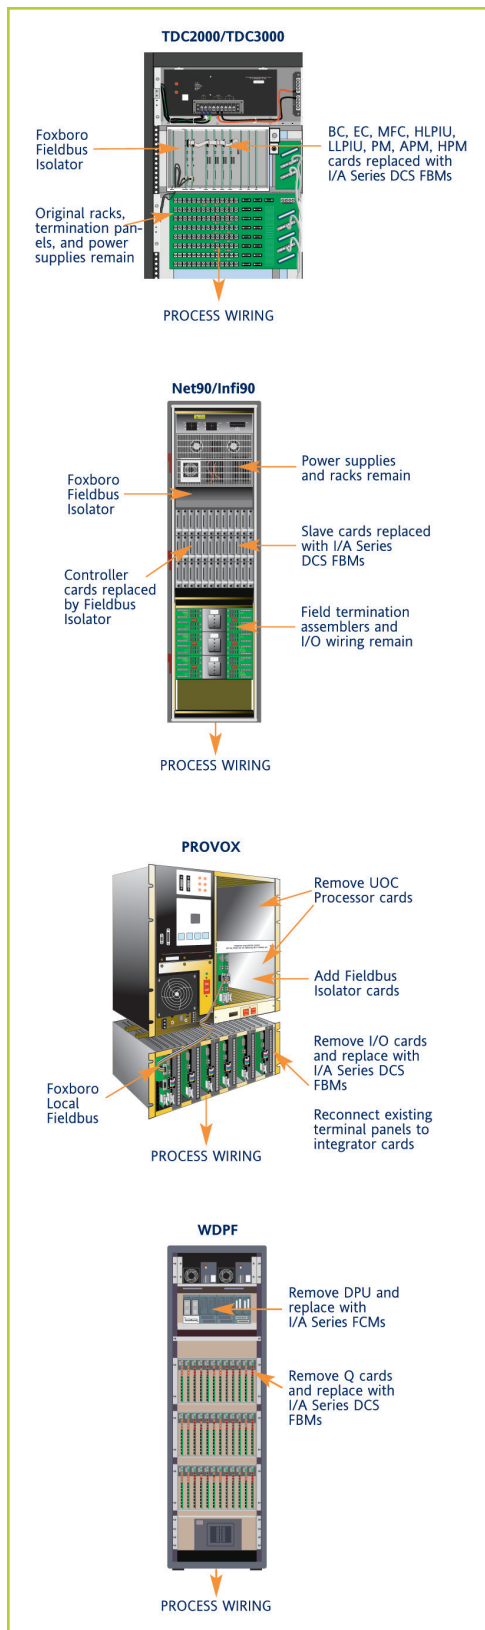 TDC2000/TDC3000
Foxboro
Fieldbus
Isolator
BC, EC, MFC, HLPIU,
LLPIU, PM, APM, HPM
cards replaced with
I/A Series DCS FBMs
Original racks,
termination pan-
els, and power
supplies remain
PROCESS WIRING
Net90/Infi90
Power supplies
and racks remain
Foxboro
Fieldbus
Isolator
Slave cards replaced
with I/A Series
DCS FBMs
Controller
cards replaced
by Fieldbus
Isolator
Field termination
assemblers and
I/O wiring remain
PROCESS WIRING
PROVOX
Remove UOC
Processor cards
Add Fieldbus
Isolator cards
Remove I/O cards
and replace with
I/A Series DCS
FBMs
Foxboro
Local
Fieldbus
Reconnect existing
terminal panels to
integrator cards
PROCESS WIRING
WDPF
Remove DPU and
replace with
I/A Series FCMs
Remove Q cards
and replace with
I/A Series DCS
FBMs
PROCESS WIRING